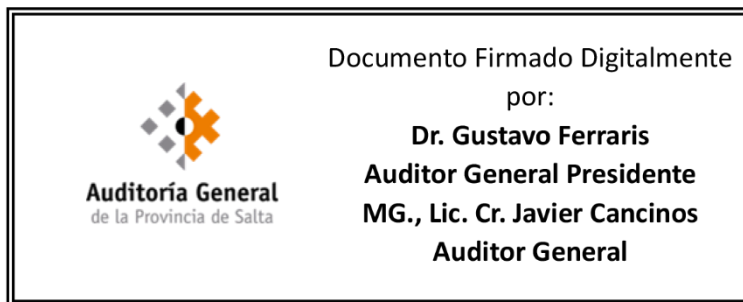 Auditoría General
de la Provincia de Salta
Documento Firmado Digitalmente
por:
Dr. Gustavo Ferraris
Auditor General Presidente
MG., Lic. Cr. Javier Cancinos
Auditor General